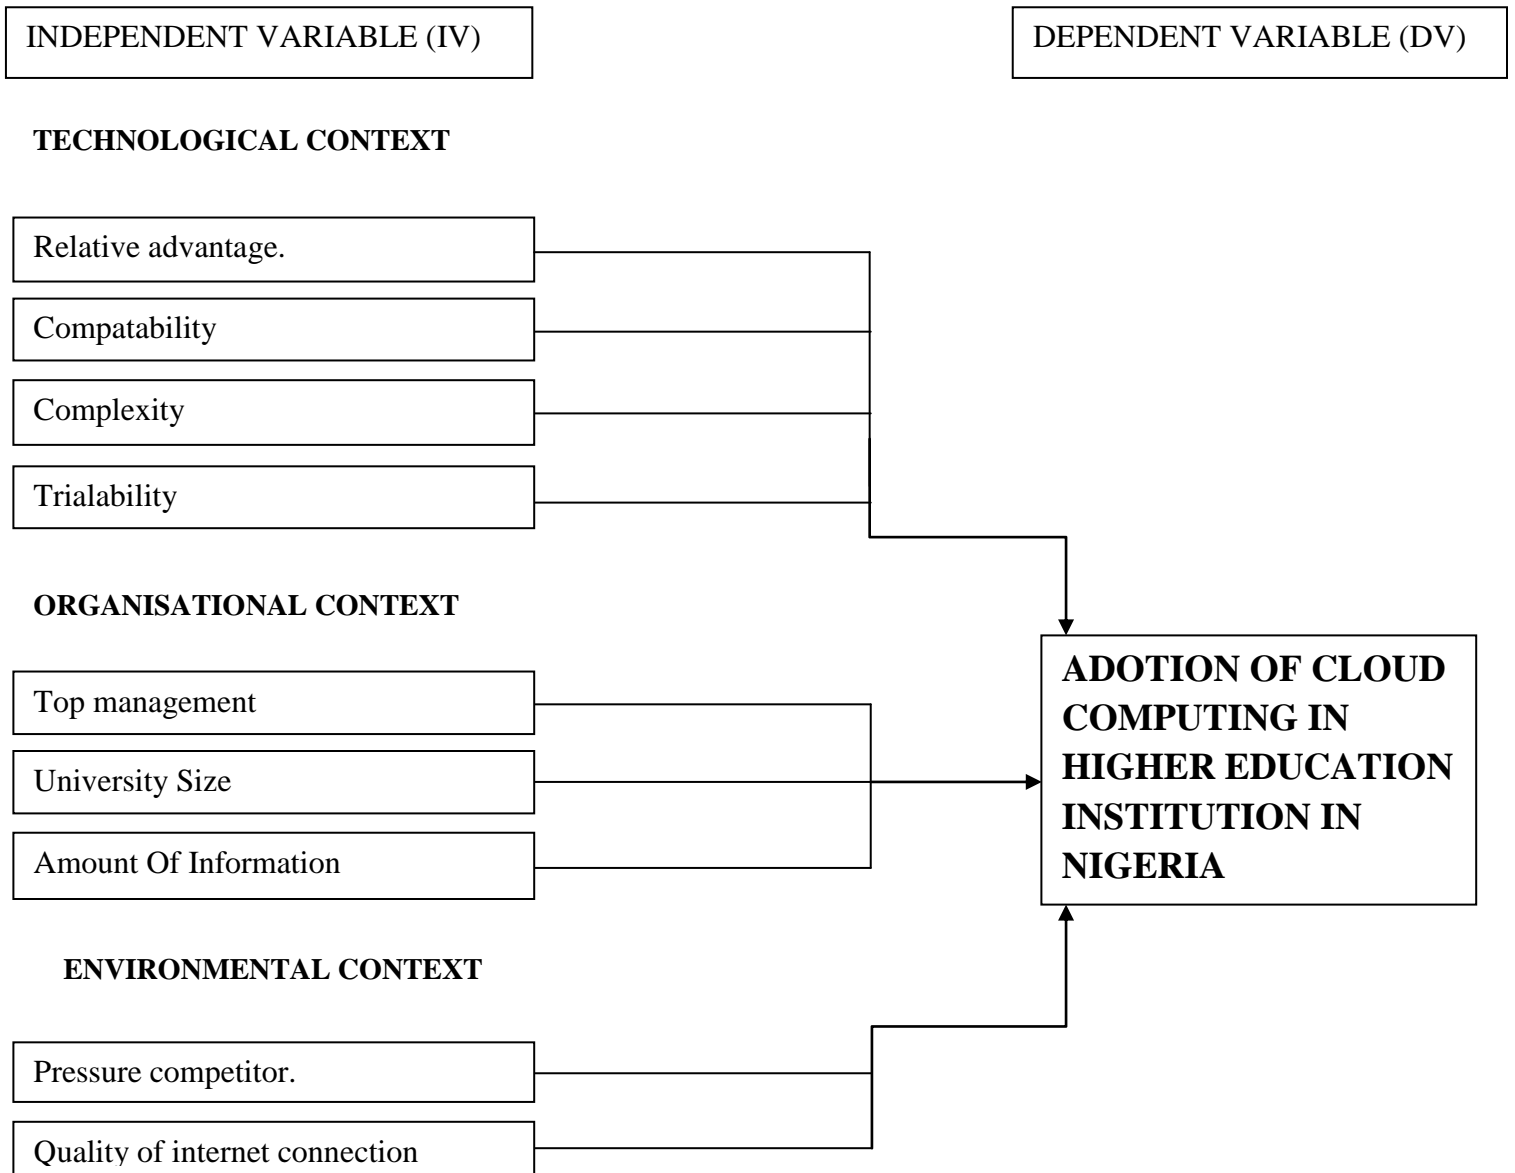 INDEPENDENT VARIABLE (IV)
DEPENDENT VARIABLE (DV)
TECHNOLOGICAL CONTEXT
Relative advantage.
Compatability
Complexity
Trialability
ORGANISATIONAL CONTEXT
Top management
University Size
Amount Of Information
ADOTION OF CLOUD
COMPUTING IN
HIGHER EDUCATION
INSTITUTION IN
NIGERIA
ENVIRONMENTAL CONTEXT
Pressure competitor.
Quality of internet connection